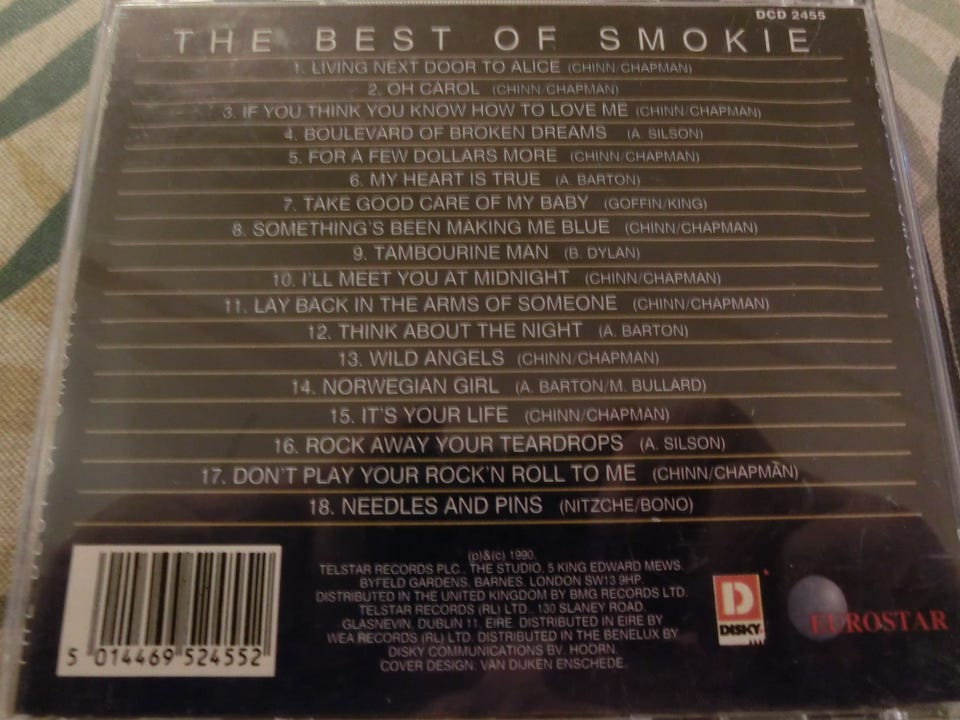 DCD 2455
THE BEST OF SMOKIE
1. LIVING NEXT DOOR TO ALICE (CHINN/CHAPMAN)
2. OH CAROL (CHINN CHAPMAN)
3. IF YOU THINK YOU KNOW HOW TO LOVE ME (CHINN/CHAPMAN)
4. BOULEVARD OF BROKEN DREAMS (A. SILSON)
5. FOR A FEW DOLLARS MORE (CHINN/CHAPMAN)
6. MY HEART IS TRUE (A. BARTON)
7. TAKE GOOD CARE OF MY BABY (GOFFIN/KING)
8. SOMETHING'S BEEN MAKING ME BLUE (CHINN/CHAPMAN)
9. TAMBOURINE MAN (B. DYLAN)
10. I'LL MEET YOU AT MIDNIGHT (CHINN/CHAPMAN)
11. LAY BACK IN THE ARMS OF SOMEONE (CHINN/CHAPMAN)
12. THINK ABOUT THE NIGHT (A. BARTON)
13. WILD ANGELS (CHINN/CHAPMAN)
14. NORWEGIAN GIRL (A. BARTON/M. BULLARD)
15. IT'S YOUR LIFE (CHINN/CHAPMAN)
16. ROCK AWAY YOUR TEARDROPS (A. SILSON)
17. DON'T PLAY YOUR ROCK'N ROLL TO ME (CHINN/CHAPMAN)
18. NEEDLES AND PINS (NITZCHE/BONO)
(p)&(c) 1990.
TELSTAR RECORDS PLC., THE STUDIO, 5 KING EDWARD MEWS.
BYFELD GARDENS, BARNES, LONDON SW13 9HP.
DISTRIBUTED IN THE UNITED KINGDOM BY BMG RECORDS LTD.
TELSTAR RECORDS (RL) LTD., 130 SLANEY ROAD,
GLASNEVIN, DUBLIN 11, EIRE. DISTRIBUTED IN EIRE BY
WEA RECORDS (RL) LTD. DISTRIBUTED IN THE BENELUX BY
DISKY COMMUNICATIONS BV. HOORN.
COVER DESIGN: VAN DIJKEN ENSCHEDE.
5 014469 524552
D
DISKY
EUROSTAR